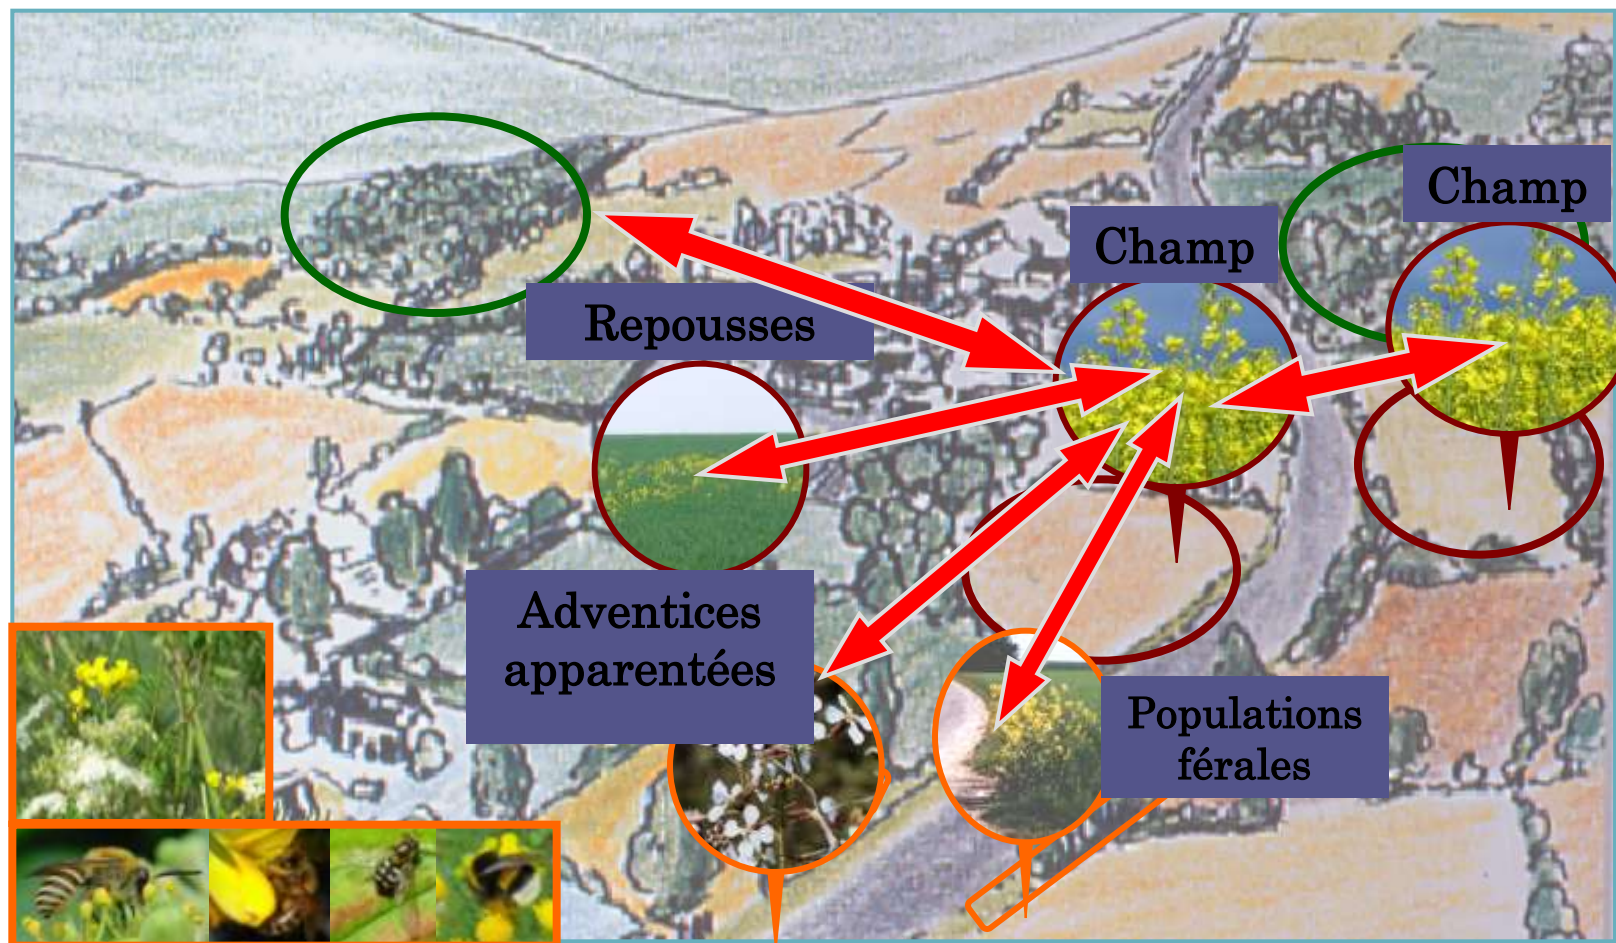 Champ
Champ
Repousses
Adventices
apparentées
Populations
férales